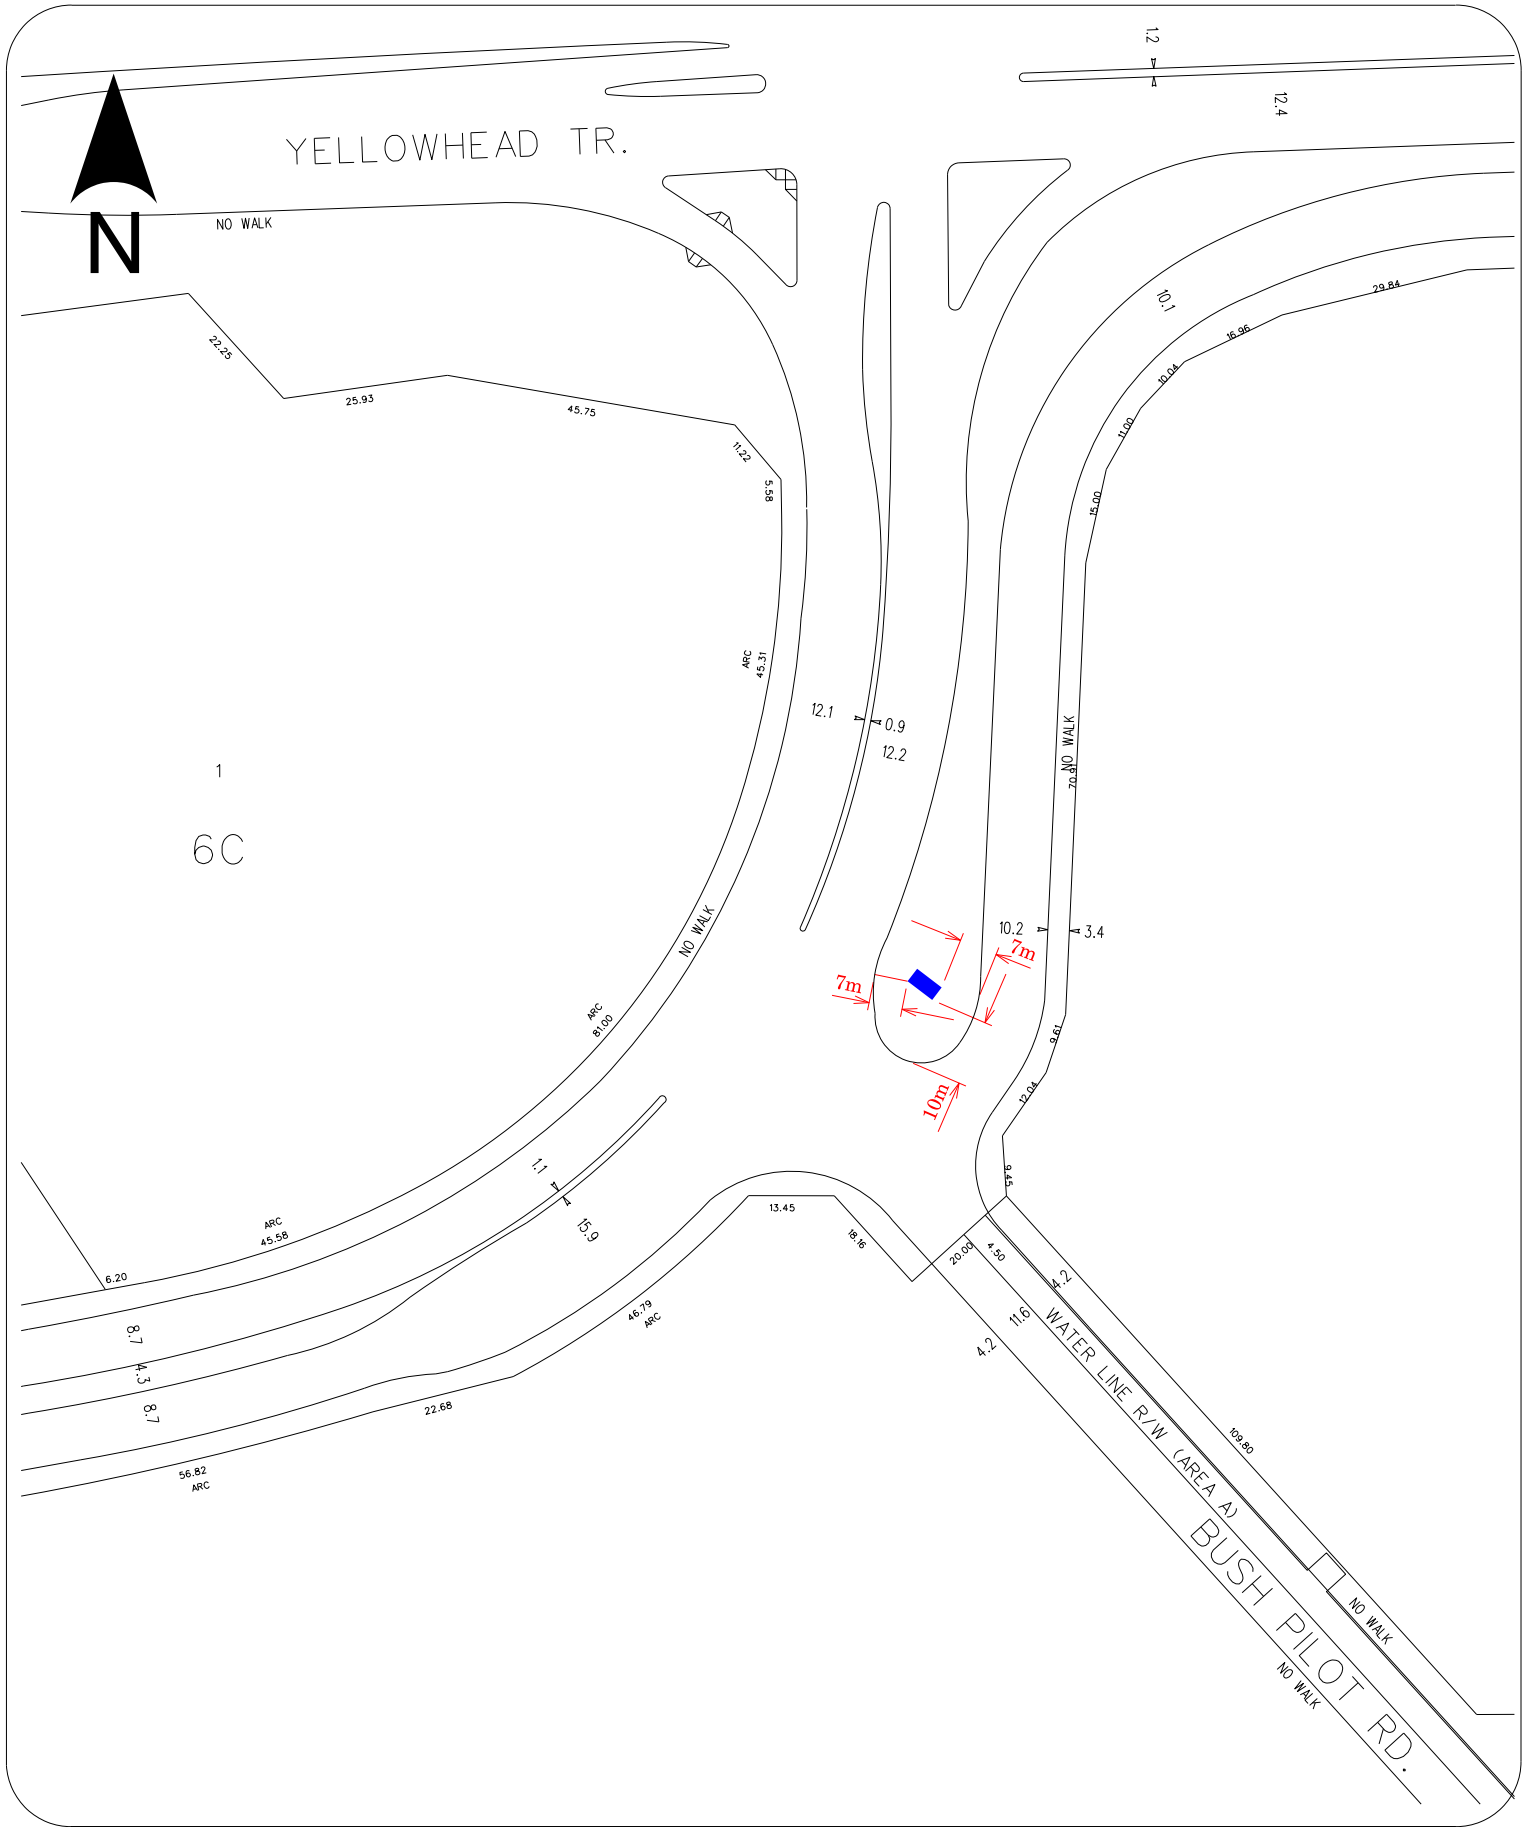 1.2
12.4
YELLOWHEAD TR.
N
NO WALK
10.1
29.84
16.96
22.25
10.04
25.93
45.75
11.00
11.22
5.58
15.00
ARC
45.31
12.1
0.9
12.2
NO WALK
70.91
1
6C
NO WALK
10.2
3.4
7m
7m
ARC
81.00
9.61
12.04
10m
1.1
9.45
15.9
13.45
18.16
ARC
45.58
20.00
4.50
6.20
4.2
11.6
4.2
46.79
ARC
8.7
4.3
8.7
22.68
WATER LINE R/W (AREA A)
109.80
56.82
ARC
BUSH PILOT RD.
NO WALK
NO WALK